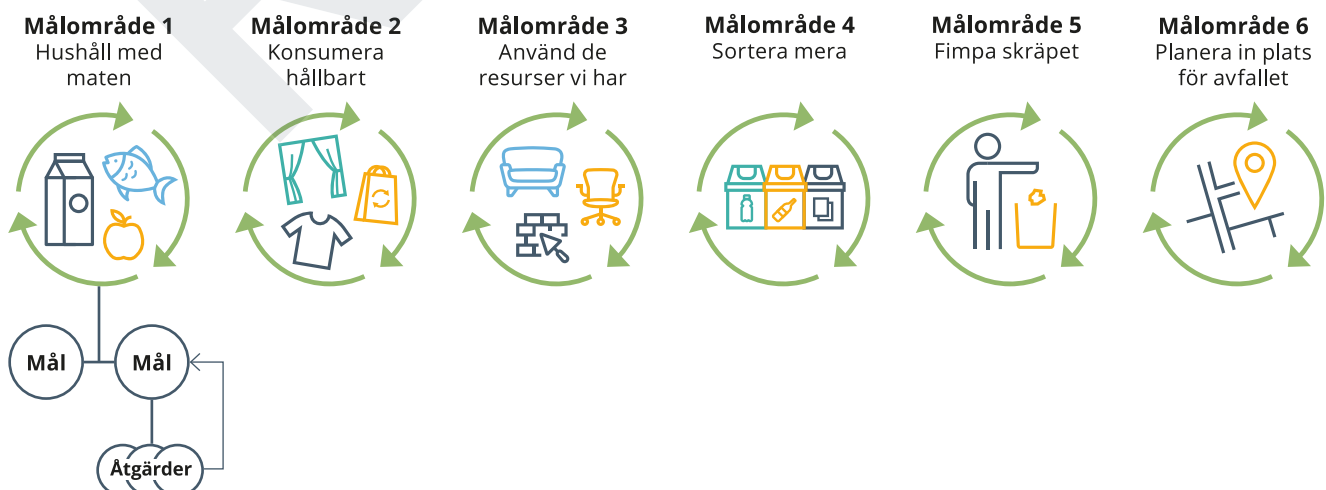 Målområde 1
Hushåll med
maten
Målområde 2
Konsumera
hållbart
Målområde 3
Använd de
resurser vi har
Målområde 4
Sortera mera
Målområde 5
Fimpa skräpet
Målområde 6
Planera in plats
för avfallet
Mål
Mål
Åtgärder